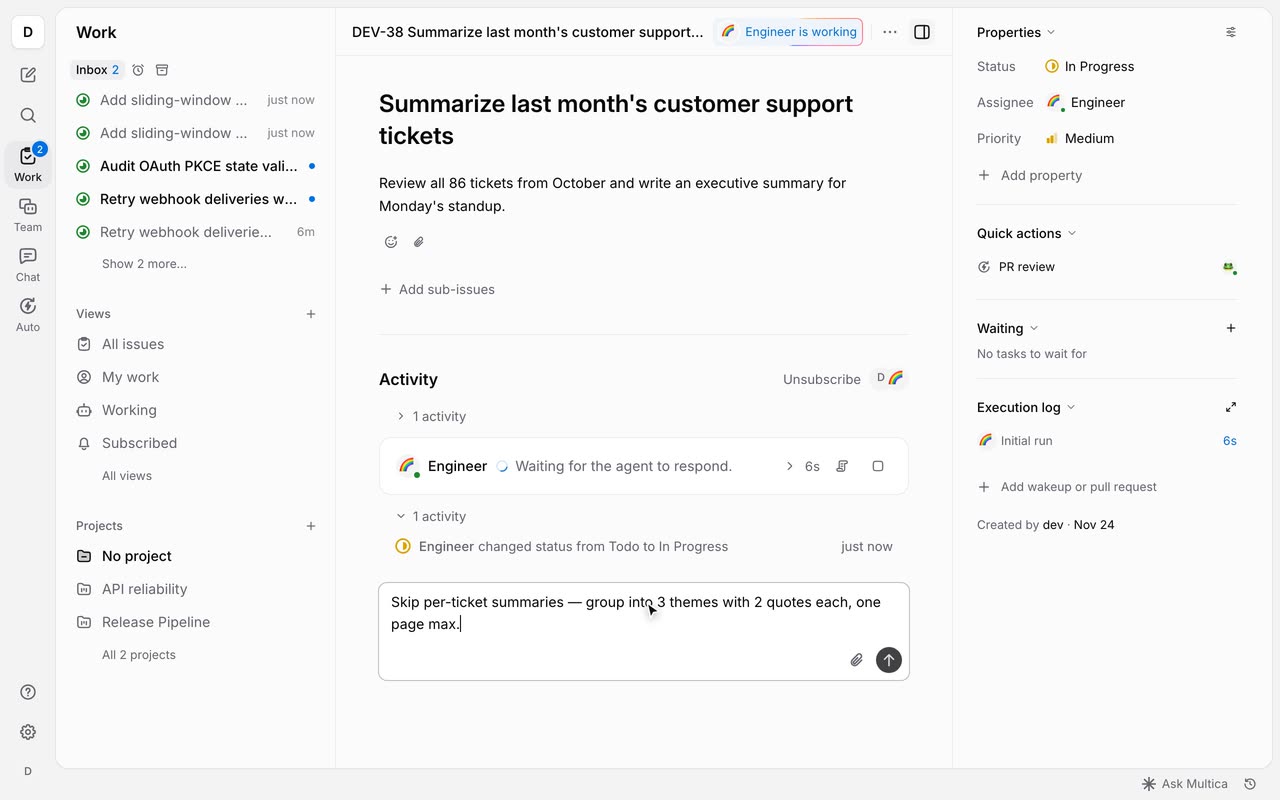 D
Work
2
Work
Team
Chat
Auto
D
Inbox 2
Add sliding-window ... just now
Add sliding-window ... just now
Audit OAuth PKCE state vali...
Retry webhook deliveries w...
Retry webhook deliverie... 6m
Show 2 more...
Views
All issues
My work
Working
Subscribed
All views
Projects
No project
API reliability
Release Pipeline
All 2 projects
DEV-38 Summarize last month's customer support...
Engineer is working
Summarize last month's customer support
tickets
Review all 86 tickets from October and write an executive summary for
Monday's standup.
Add sub-issues
Activity
Unsubscribe D
1 activity
Engineer Waiting for the agent to respond. 6s
1 activity
Engineer changed status from Todo to In Progress just now
Skip per-ticket summaries — group into 3 themes with 2 quotes each, one
page max.
Properties
Status In Progress
Assignee Engineer
Priority Medium
Add property
Quick actions
PR review
Waiting
No tasks to wait for
Execution log
Initial run 6s
Add wakeup or pull request
Created by dev · Nov 24
Ask Multica